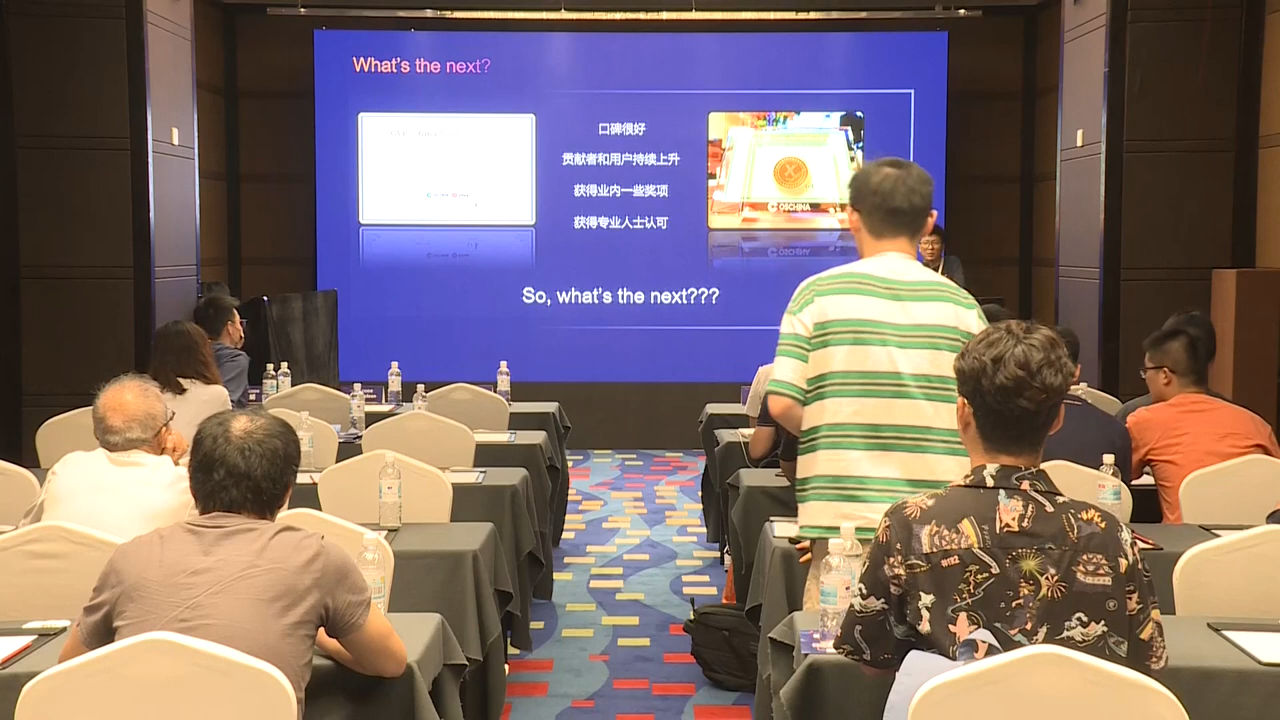 What's the next?
口碑很好
贡献者和用户持续上升
获得业内一些奖项
获得专业人士认可
OSCHINA
So, what's the next???